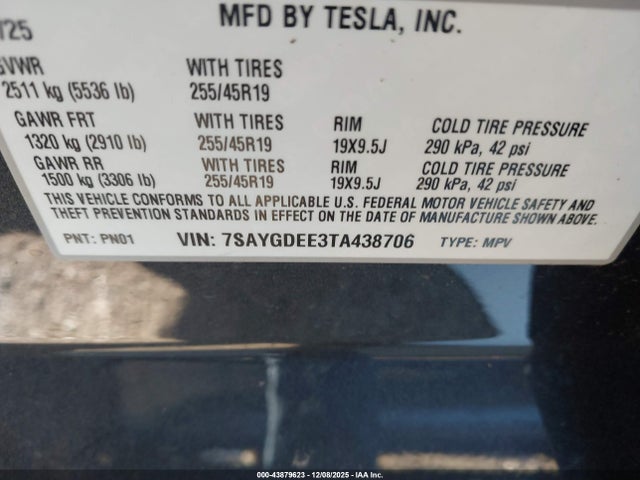 /25
MFD BY TESLA, INC.
GVWR WITH TIRES
2511 kg (5536 lb) 255/45R19
GAWR FRT WITH TIRES RIM COLD TIRE PRESSURE
1320 kg (2910 lb) 255/45R19 19X9.5J 290 kPa, 42 psi
GAWR RR WITH TIRES RIM COLD TIRE PRESSURE
1500 kg (3306 lb) 255/45R19 19X9.5J 290 kPa, 42 psi
THIS VEHICLE CONFORMS TO ALL APPLICABLE U.S. FEDERAL MOTOR VEHICLE SAFETY AND
THEFT PREVENTION STANDARDS IN EFFECT ON THE DATE OF MANUFACTURE SHOWN ABOVE.
PNT: PN01 VIN: 7SAYGDEE3TA438706 TYPE: MPV
000-43879623 - 12/08/2025 - IAA Inc.